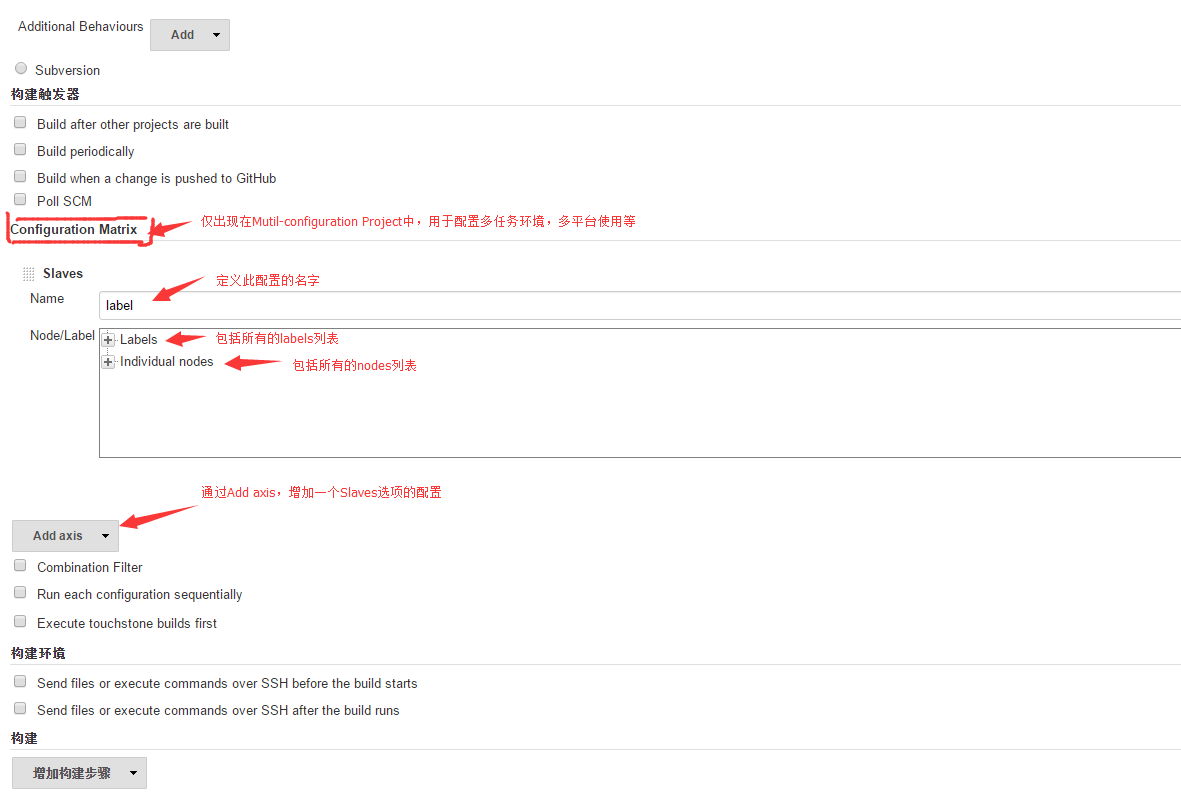 Additional Behaviours Add
Subversion
构建触发器
Build after other projects are built
Build periodically
Build when a change is pushed to GitHub
Poll SCM
仅出现在Mutil-configuration Project中，用于配置多任务环境，多平台使用等
Configuration Matrix
Slaves
定义此配置的名字
Name
label
Node/Label
Labels
包括所有的labels列表
Individual nodes
包括所有的nodes列表
通过Add axis，增加一个Slaves选项的配置
Add axis
Combination Filter
Run each configuration sequentially
Execute touchstone builds first
构建环境
Send files or execute commands over SSH before the build starts
Send files or execute commands over SSH after the build runs
构建
增加构建步骤